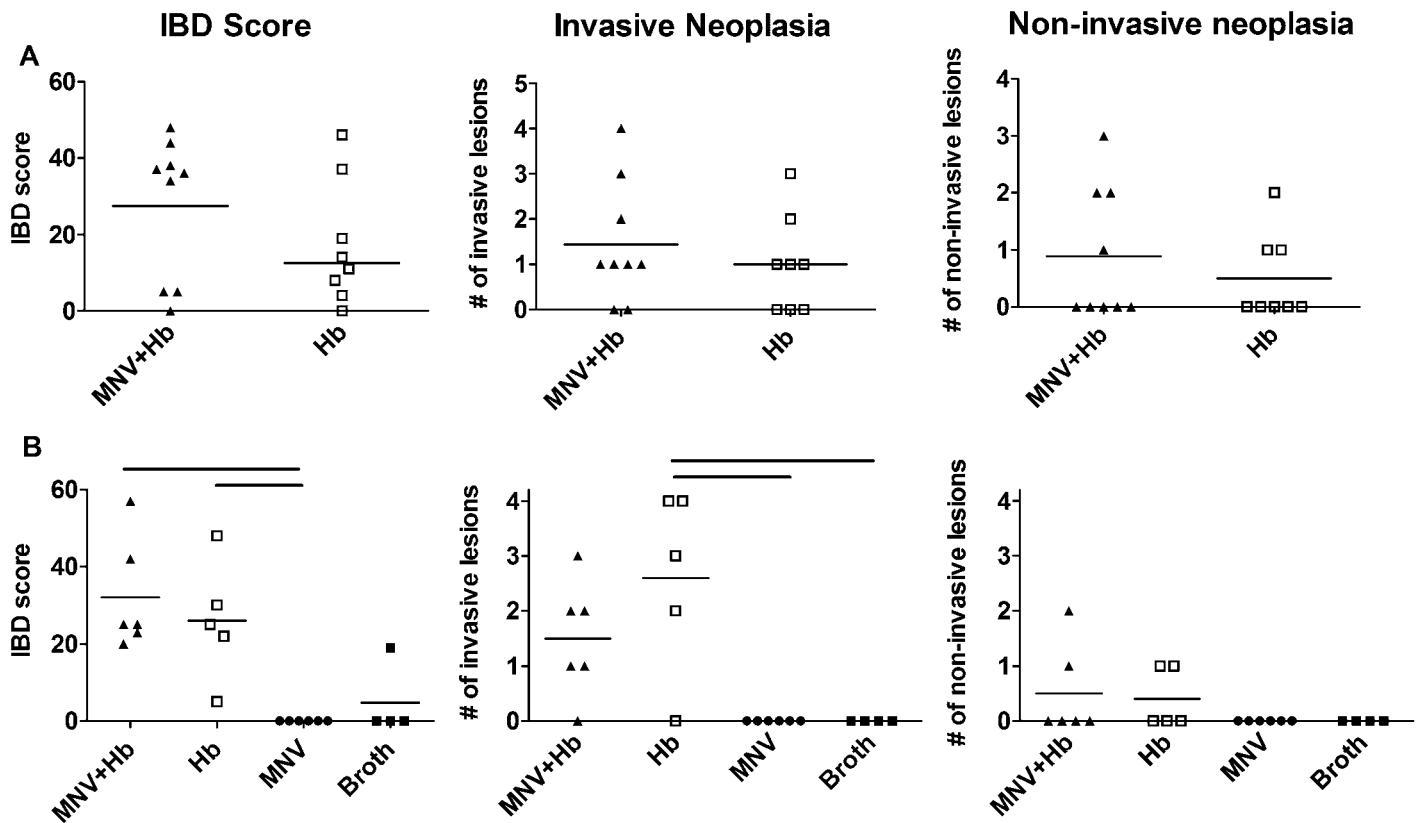 IBD Score
Invasive Neoplasia
Non-invasive neoplasia
A
IBD score
60
40
20
0
MNV+Hb
Hb
# of invasive lesions
5
4
3
2
1
0
MNV+Hb
Hb
# of non-invasive lesions
4
3
2
1
0
MNV+Hb
Hb
B
IBD score
60
40
20
0
MNV+Hb
Hb
MNV
Broth
# of invasive lesions
4
3
2
1
0
MNV+Hb
Hb
MNV
Broth
# of non-invasive lesions
4
3
2
1
0
MNV+Hb
Hb
MNV
Broth